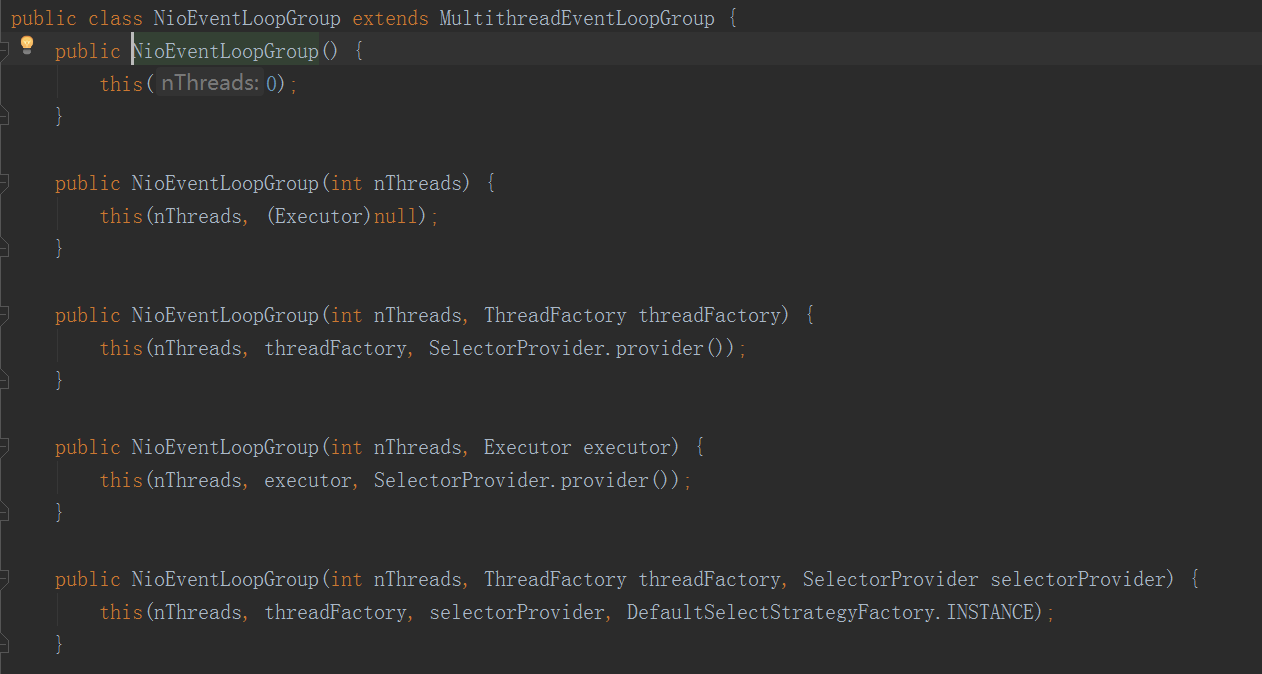 public class NioEventLoopGroup extends MultithreadEventLoopGroup {
    public NioEventLoopGroup() {
        this( nThreads: 0);
    }

    public NioEventLoopGroup(int nThreads) {
        this(nThreads, (Executor)null);
    }

    public NioEventLoopGroup(int nThreads, ThreadFactory threadFactory) {
        this(nThreads, threadFactory, SelectorProvider.provider());
    }

    public NioEventLoopGroup(int nThreads, Executor executor) {
        this(nThreads, executor, SelectorProvider.provider());
    }

    public NioEventLoopGroup(int nThreads, ThreadFactory threadFactory, SelectorProvider selectorProvider) {
        this(nThreads, threadFactory, selectorProvider, DefaultSelectStrategyFactory.INSTANCE);
    }